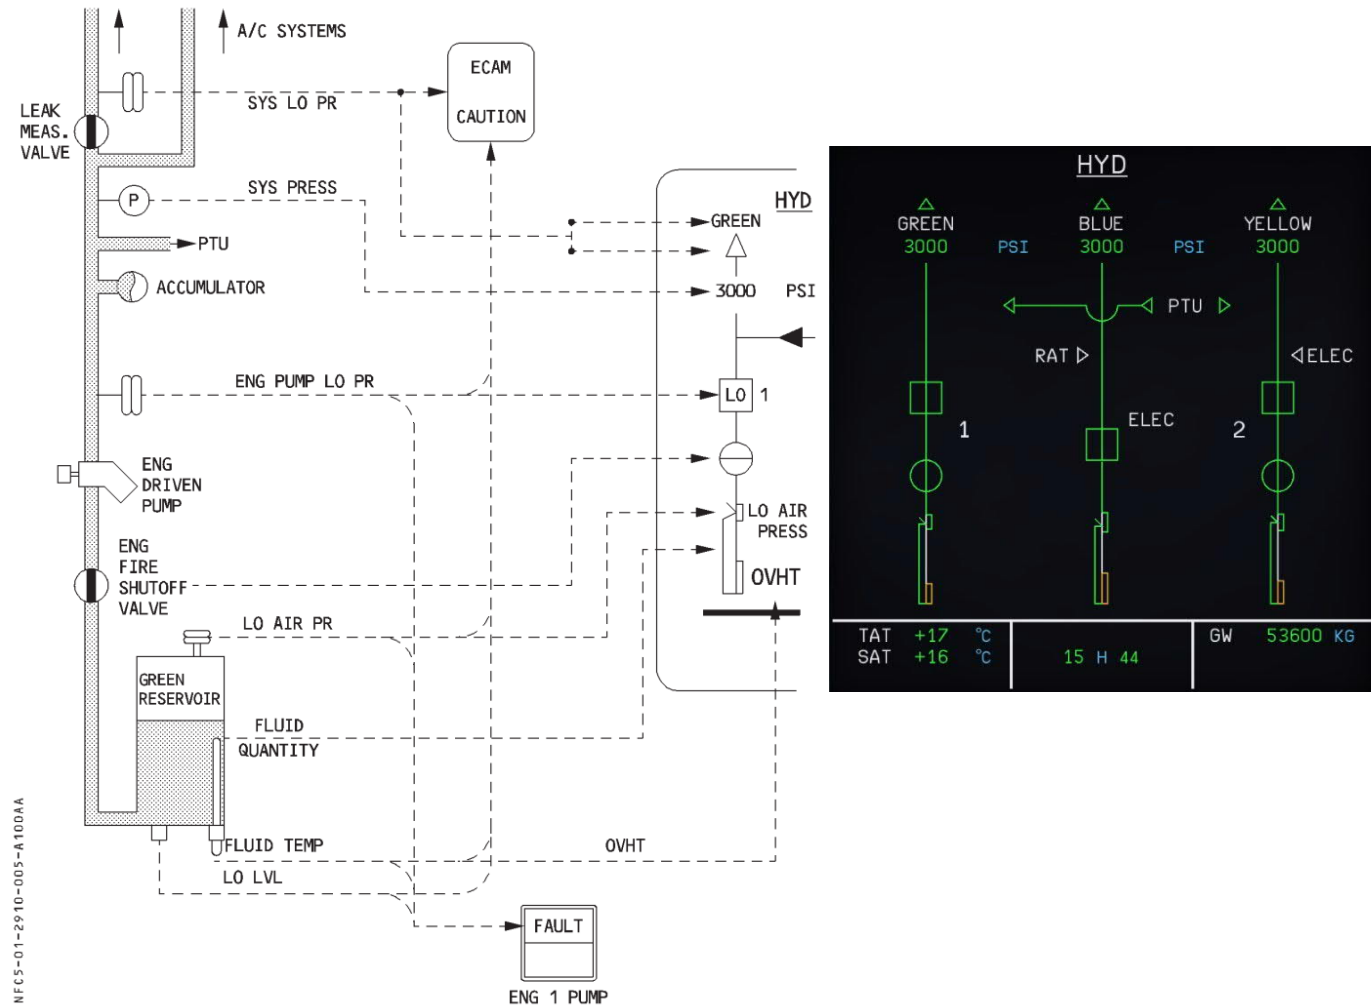 A/C SYSTEMS
ECAM
CAUTION
SYS LO PR
LEAK
MEAS.
VALVE
SYS PRESS
P
PTU
ACCUMULATOR
HYD
GREEN
3000 PSI
ENG PUMP LO PR
LO 1
ENG
DRIVEN
PUMP
LO AIR
PRESS
ENG
FIRE
SHUTOFF
VALVE
OVHT
LO AIR PR
GREEN
RESERVOIR
FLUID
QUANTITY
FLUID TEMP
OVHT
LO LVL
FAULT
ENG 1 PUMP
NFC5-01-2910-005-A100AA
HYD
GREEN BLUE YELLOW
3000 PSI 3000 PSI 3000
PTU
RAT ELEC
ELEC
1 2
TAT +17 °C GW 53600 KG
SAT +16 °C 15 H 44